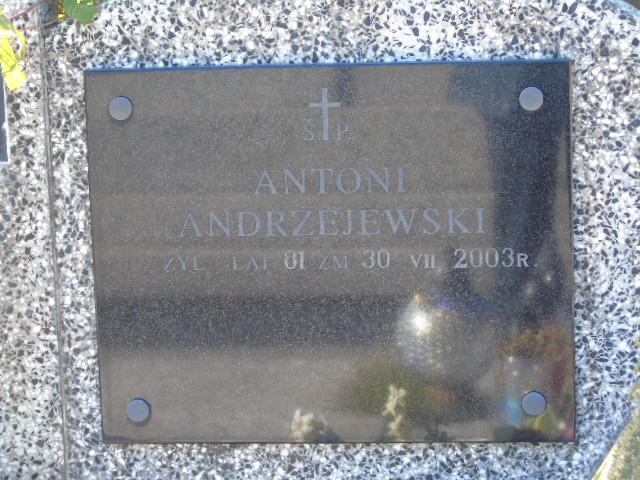 Ś.P.
ANTONI
ANDRZEJEWSKI
ŻYŁ LAT 81 ZM 30 VII 2003R.